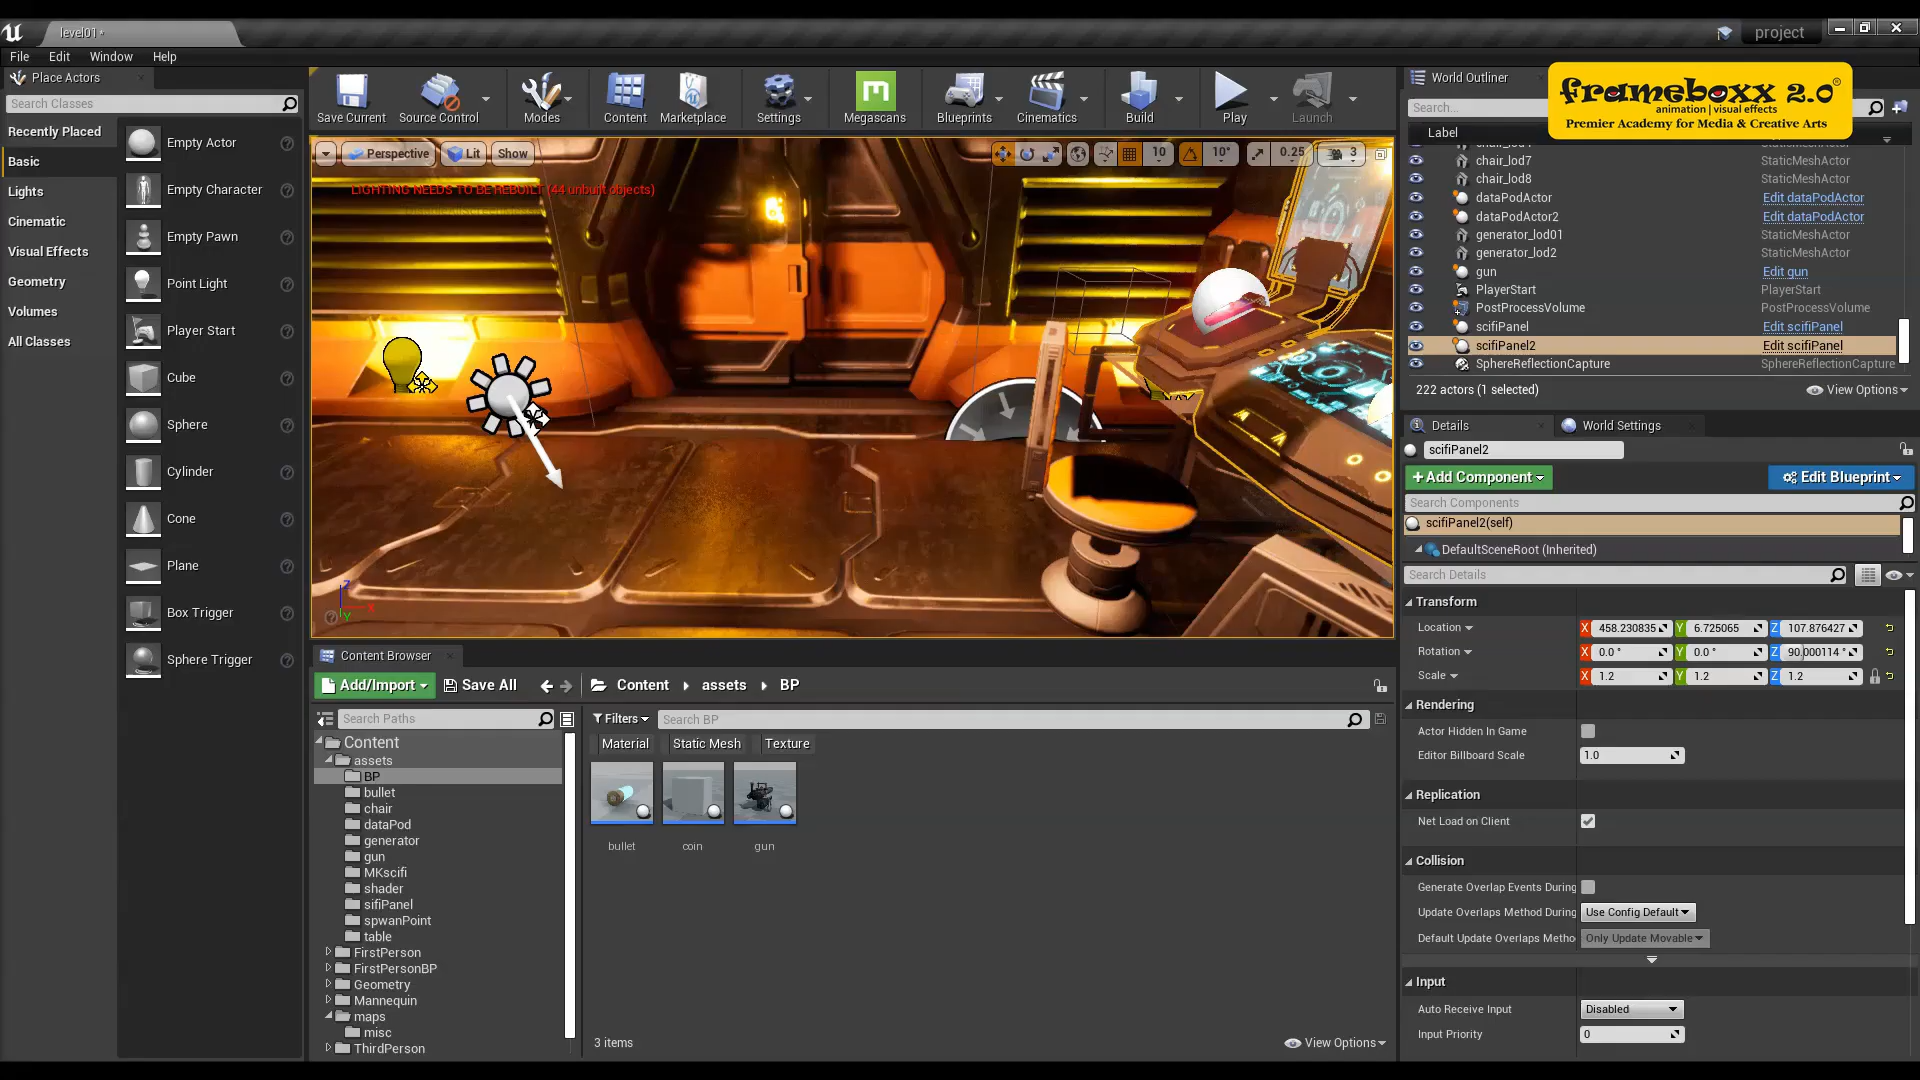 level01*
project
File Edit Window Help
Place Actors
Search Classes
Recently Placed
Basic
Lights
Cinematic
Visual Effects
Geometry
Volumes
All Classes
Empty Actor
Empty Character
Empty Pawn
Point Light
Player Start
Cube
Sphere
Cylinder
Cone
Plane
Box Trigger
Sphere Trigger
Save Current Source Control Modes Content Marketplace Settings Megascans Blueprints Cinematics Build Play Launch
Perspective Lit Show
10 10° 0.25 3
LIGHTING NEEDS TO BE REBUILT (44 unbuilt objects)
Z
X
Y
Content Browser
Add/Import Save All Content assets BP
Search Paths
Filters Search BP
Material Static Mesh Texture
Content
assets
BP
bullet
chair
dataPod
generator
gun
MKscifi
shader
sifiPanel
spwanPoint
table
FirstPerson
FirstPersonBP
Geometry
Mannequin
maps
misc
ThirdPerson
bullet coin gun
3 items
View Options
World Outliner
frameboxx 2.0
animation | visual effects
Premier Academy for Media & Creative Arts
Search...
Label
chair_lod7 StaticMeshActor
chair_lod8 StaticMeshActor
dataPodActor Edit dataPodActor
dataPodActor2 Edit dataPodActor
generator_lod01 StaticMeshActor
generator_lod2 StaticMeshActor
gun Edit gun
PlayerStart PlayerStart
PostProcessVolume PostProcessVolume
scifiPanel Edit scifiPanel
scifiPanel2 Edit scifiPanel
SphereReflectionCapture SphereReflectionCapture
222 actors (1 selected)
View Options
Details World Settings
scifiPanel2
+Add Component Edit Blueprint
Search Components
scifiPanel2(self)
DefaultSceneRoot (Inherited)
Search Details
Transform
Location X 458.230835 Y 6.725065 Z 107.876427
Rotation X 0.0 ° Y 0.0 ° Z 90.000114 °
Scale X 1.2 Y 1.2 Z 1.2
Rendering
Actor Hidden In Game
Editor Billboard Scale 1.0
Replication
Net Load on Client
Collision
Generate Overlap Events During
Update Overlaps Method During Use Config Default
Default Update Overlaps Metho Only Update Movable
Input
Auto Receive Input Disabled
Input Priority 0